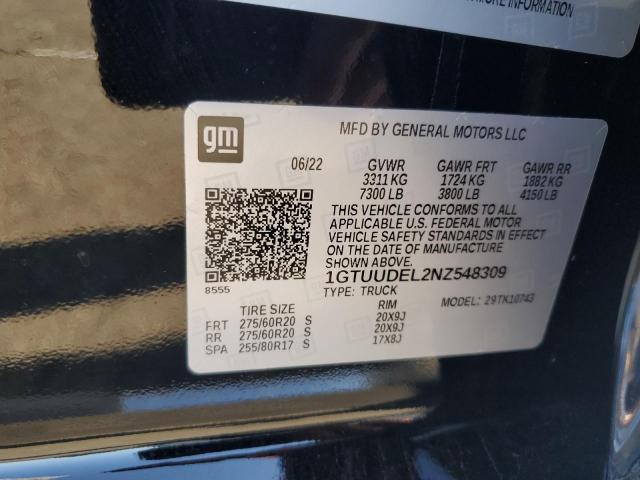 MORE INFORMATION
gm
MFD BY GENERAL MOTORS LLC
06/22 GVWR GAWR FRT GAWR RR
3311 KG 1724 KG 1882 KG
7300 LB 3800 LB 4150 LB
THIS VEHICLE CONFORMS TO ALL
APPLICABLE U.S. FEDERAL MOTOR
VEHICLE SAFETY STANDARDS IN EFFECT
ON THE DATE OF MANUFACTURE
SHOWN ABOVE.
1GTUUDEL2NZ548309
8555
TYPE: TRUCK MODEL: 29TK10743
TIRE SIZE RIM
FRT 275/60R20 S 20X9J
RR 275/60R20 S 20X9J
SPA 255/80R17 S 17X8J